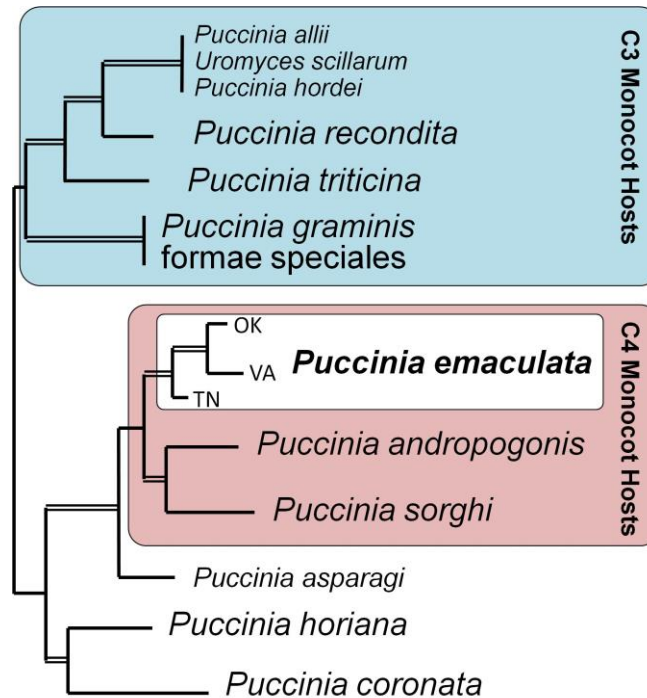 Puccinia allii
Uromyces scillarum
Puccinia hordei
Puccinia recondita
Puccinia triticina
Puccinia graminis
formae speciales
C3 Monocot Hosts
OK
VA
TN
Puccinia emaculata
Puccinia andropogonis
Puccinia sorghi
C4 Monocot Hosts
Puccinia asparagi
Puccinia horiana
Puccinia coronata